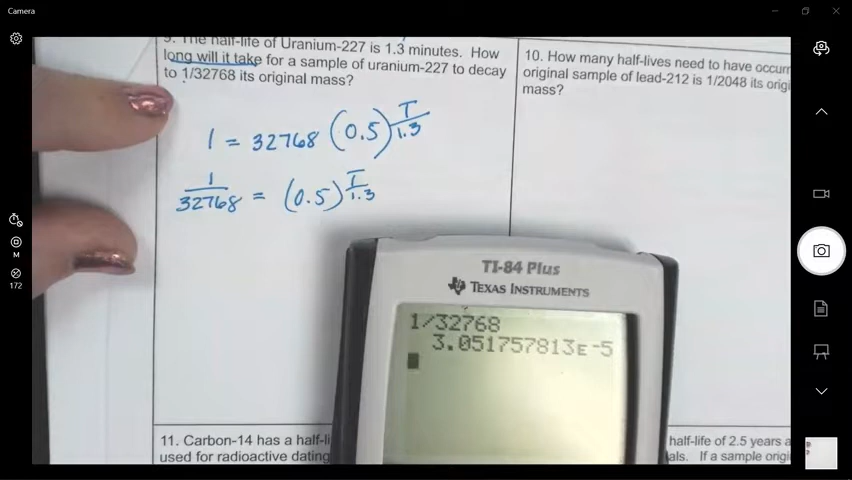 Camera
9. The half-life of Uranium-227 is 1.3 minutes. How
long will it take for a sample of uranium-227 to decay
to 1/32768 its original mass?
1 = 32768 (0.5)^T/1.3
1/32768 = (0.5)^T/1.3
10. How many half-lives need to have occurr
original sample of lead-212 is 1/2048 its origi
mass?
TI-84 Plus
TEXAS INSTRUMENTS
1/32768
3.051757813E-5
11. Carbon-14 has a half-li
used for radioactive dating
half-life of 2.5 years a
als. If a sample origi
M
172